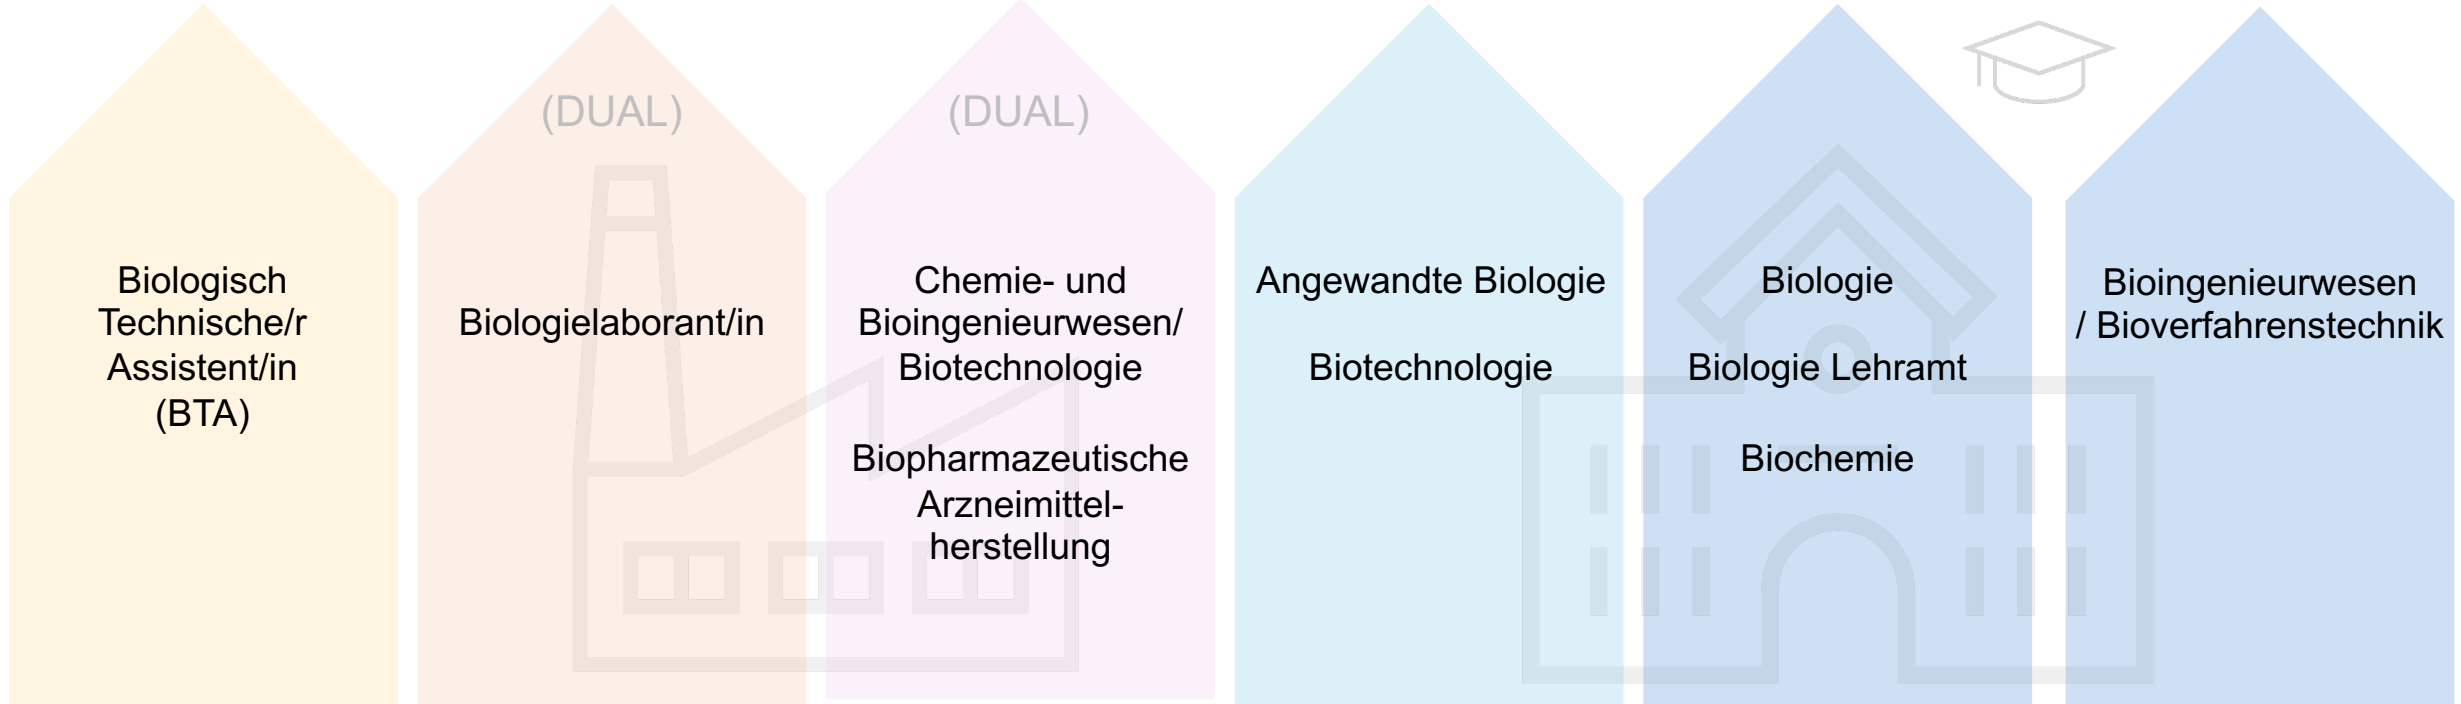 Biologisch
Technische/r
Assistent/in
(BTA)
(DUAL)
Biologielaborant/in
(DUAL)
Chemie- und
Bioingenieurwesen/
Biotechnologie
Biopharmazeutische
Arzneimittel-
herstellung
Angewandte Biologie
Biotechnologie
Biologie
Biologie Lehramt
Biochemie
Bioingenieurwesen
/ Bioverfahrenstechnik